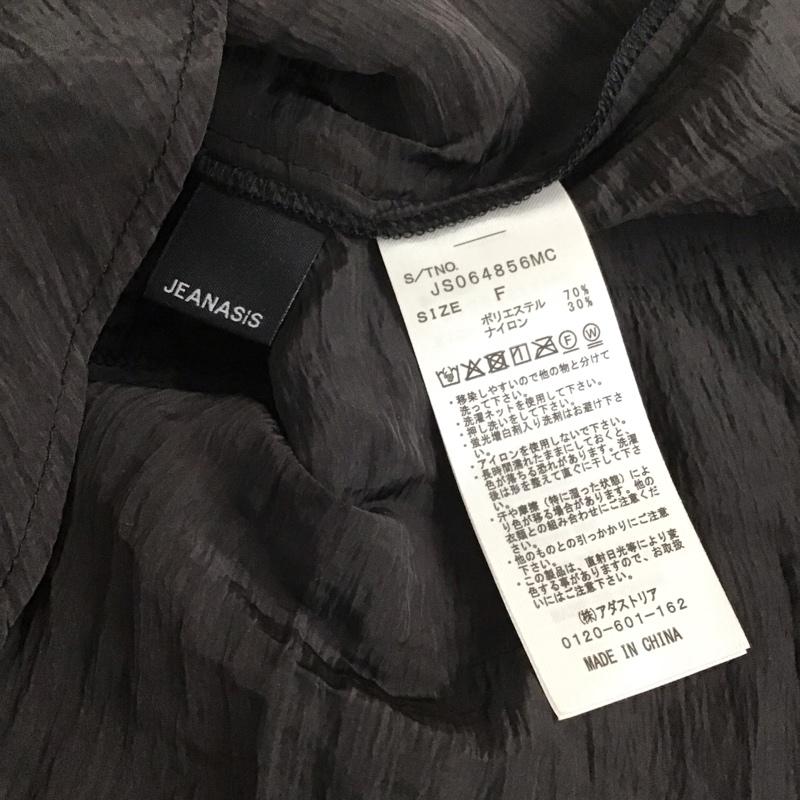 JEANASiS
S/TNO.
JS064856MC
SIZE F
ポリエステル 70%
ナイロン 30%
F W
・移染しやすいので他の物と分けて
洗って下さい。
・洗濯ネットを使用して下さい。
・押し洗いをして下さい。
・蛍光増白剤入り洗剤はお避け下さ
い。
・アイロンを使用しないで下さい。
・長時間濡れたままにしておくと、
色が落ちる恐れがあります。洗濯
後は形を整えて直ぐに干して下さ
い。
・汗や摩擦（特に湿った状態）によ
り色が移る場合があります。他の
衣類との組み合わせにご注意くだ
さい。
・他のものとの引っかかりにご注意
下さい。
・この製品は、直射日光等により変
色する事がありますので、お取扱
いにはご注意下さい。
(株)アダストリア
0120-601-162
MADE IN CHINA